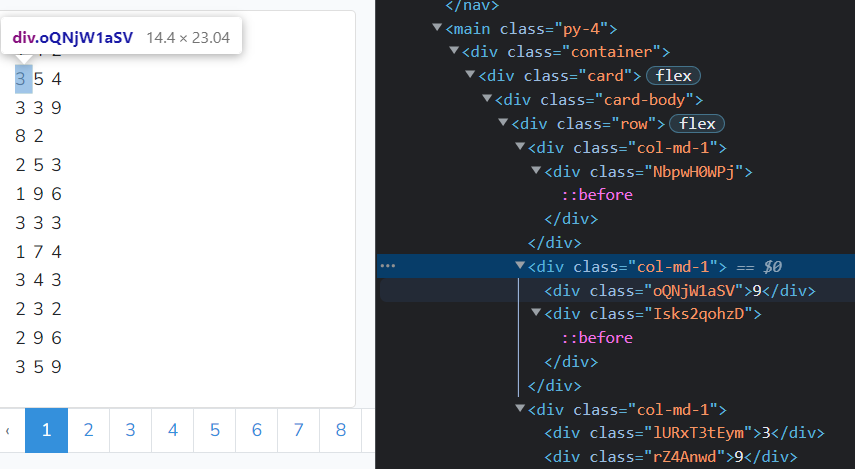 div.oQNjW1aSV 14.4 × 23.04
3 5 4
3 3 9
8 2
2 5 3
1 9 6
3 3 3
1 7 4
3 4 3
2 3 2
2 9 6
3 5 9
‹ 1 2 3 4 5 6 7 8
</nav>
<main class="py-4">
<div class="container">
<div class="card"> flex
<div class="card-body">
<div class="row"> flex
<div class="col-md-1">
<div class="NbpwH0WPj">
::before
</div>
</div>
<div class="col-md-1"> == $0
<div class="oQNjW1aSV">9</div>
<div class="Isks2qohzD">
::before
</div>
</div>
<div class="col-md-1">
<div class="lURxT3tEym">3</div>
<div class="rZ4Anwd">9</div>